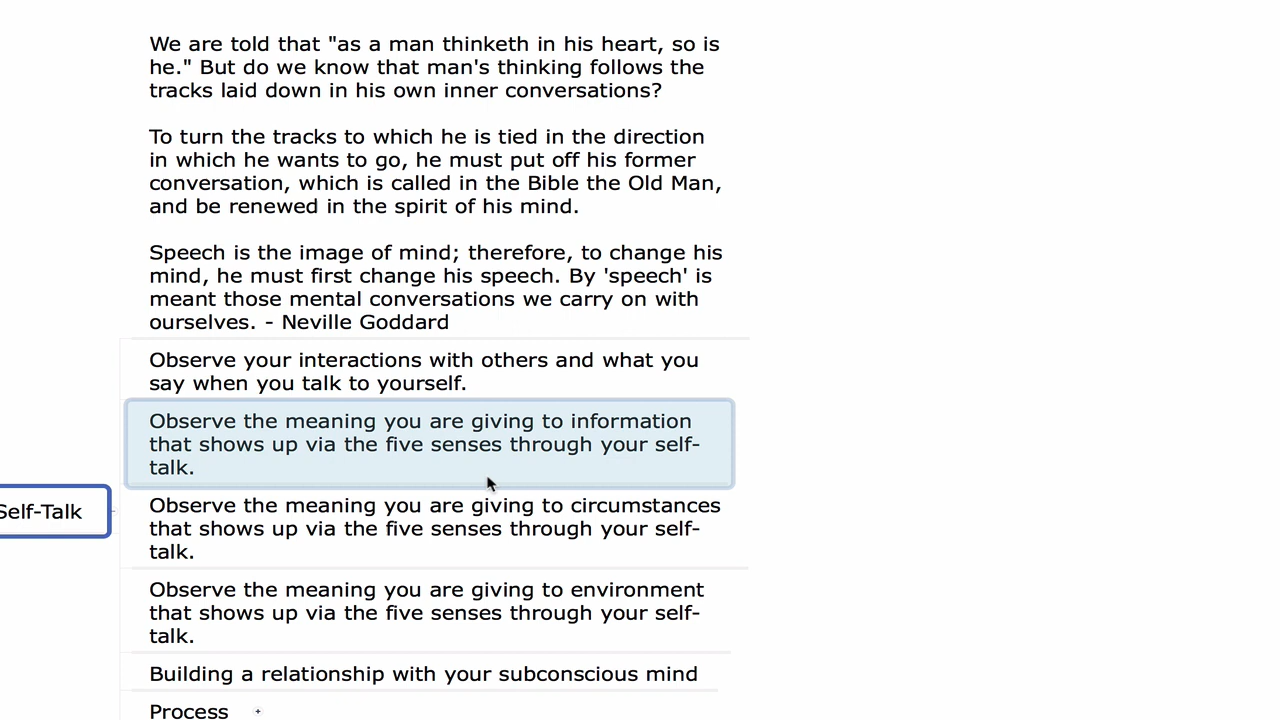 We are told that "as a man thinketh in his heart, so is
he." But do we know that man's thinking follows the
tracks laid down in his own inner conversations?
To turn the tracks to which he is tied in the direction
in which he wants to go, he must put off his former
conversation, which is called in the Bible the Old Man,
and be renewed in the spirit of his mind.
Speech is the image of mind; therefore, to change his
mind, he must first change his speech. By 'speech' is
meant those mental conversations we carry on with
ourselves. - Neville Goddard
Observe your interactions with others and what you
say when you talk to yourself.
Observe the meaning you are giving to information
that shows up via the five senses through your self-
talk.
Self-Talk
Observe the meaning you are giving to circumstances
that shows up via the five senses through your self-
talk.
Observe the meaning you are giving to environment
that shows up via the five senses through your self-
talk.
Building a relationship with your subconscious mind
Process